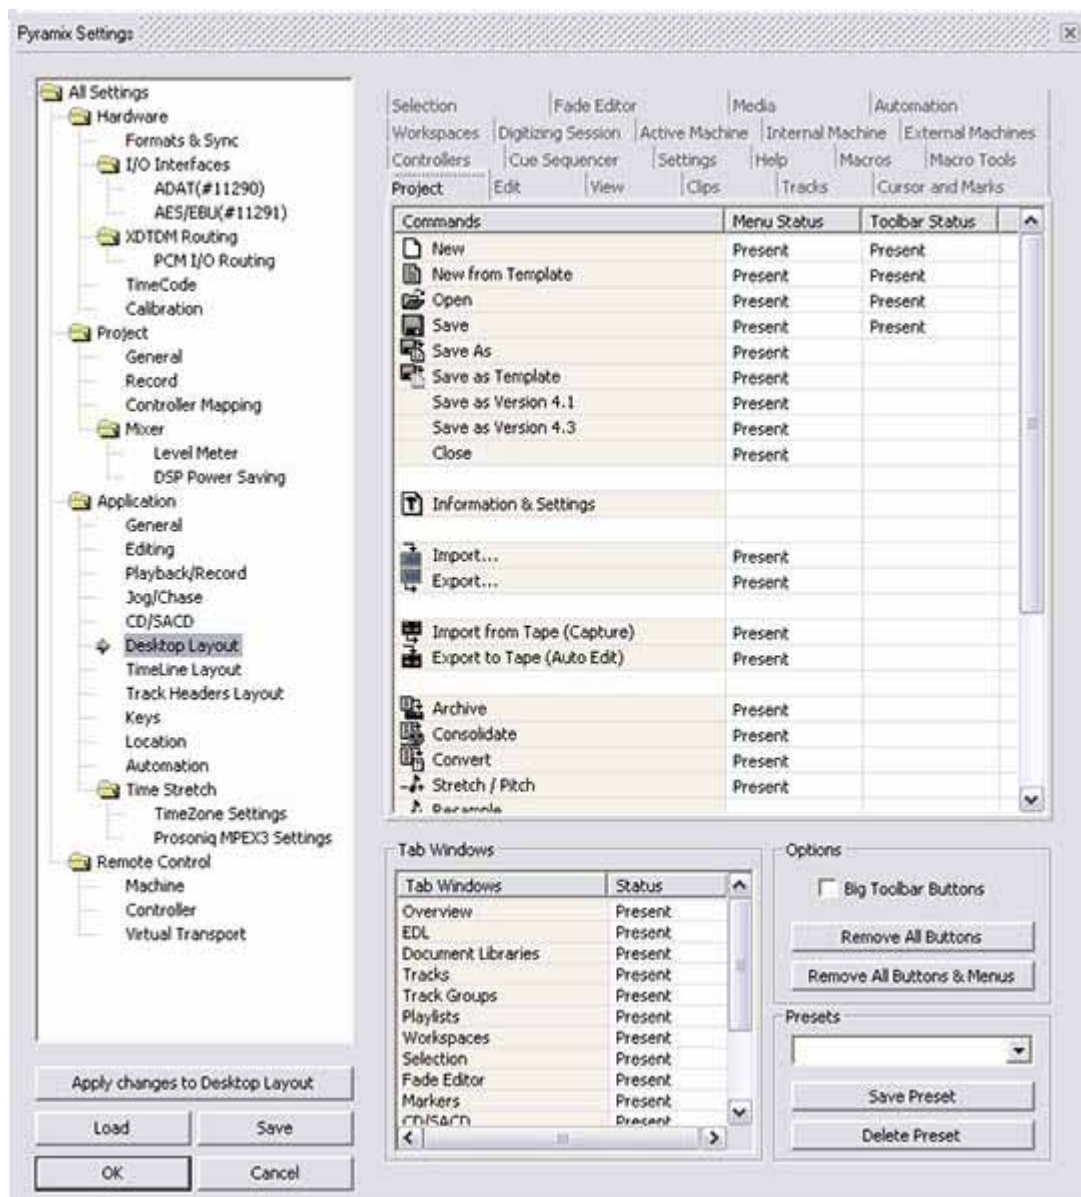 Pyramix Settings
All Settings
Hardware
Formats & Sync
I/O Interfaces
ADAT(#11290)
AES/EBU(#11291)
XDTDM Routing
PCM I/O Routing
TimeCode
Calibration
Project
General
Record
Controller Mapping
Mixer
Level Meter
DSP Power Saving
Application
General
Editing
Playback/Record
Jog/Chase
CD/SACD
Desktop Layout
TimeLine Layout
Track Headers Layout
Keys
Location
Automation
Time Stretch
TimeZone Settings
Prosoniq MPEX3 Settings
Remote Control
Machine
Controller
Virtual Transport
Apply changes to Desktop Layout
Load Save
OK Cancel
Selection Fade Editor Media Automation
Workspaces Digitizing Session Active Machine Internal Machine External Machines
Controllers Cue Sequencer Settings Help Macros Macro Tools
Project Edit View Clips Tracks Cursor and Marks
Commands Menu Status Toolbar Status
New Present Present
New from Template Present Present
Open Present Present
Save Present Present
Save As Present
Save as Template Present
Save as Version 4.1 Present
Save as Version 4.3 Present
Close Present
Information & Settings
Import... Present
Export... Present
Import from Tape (Capture) Present
Export to Tape (Auto Edit) Present
Archive Present
Consolidate Present
Convert Present
Stretch / Pitch Present
Resample
Tab Windows
Tab Windows Status
Overview Present
EDL Present
Document Libraries Present
Tracks Present
Track Groups Present
Playlists Present
Workspaces Present
Selection Present
Fade Editor Present
Markers Present
CD/SACD Present
Options
Big Toolbar Buttons
Remove All Buttons
Remove All Buttons & Menus
Presets
Save Preset
Delete Preset